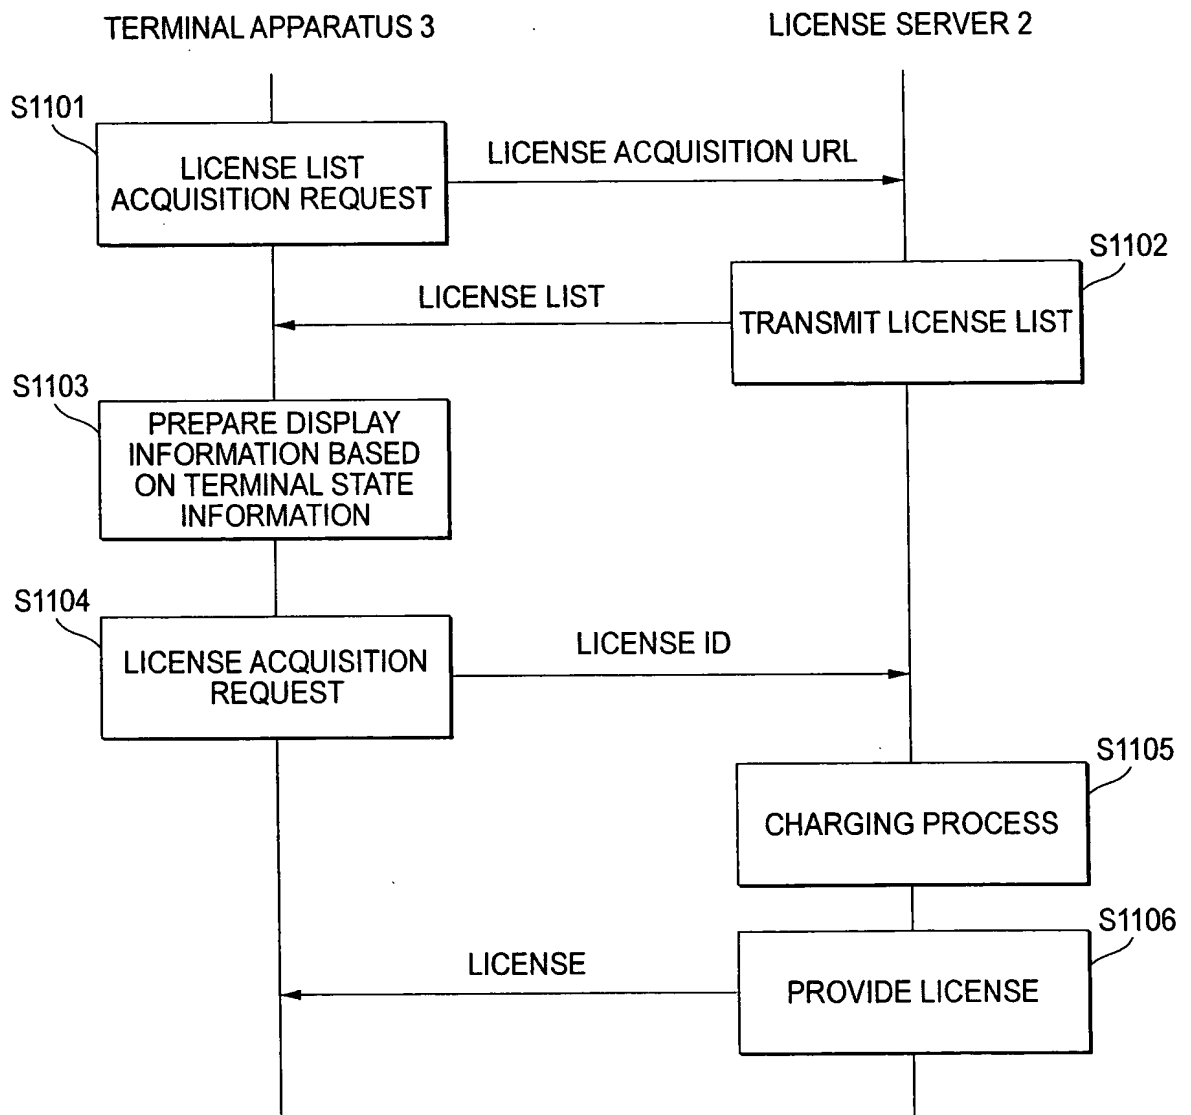 TERMINAL APPARATUS 3
LICENSE SERVER 2
S1101
LICENSE LIST
ACQUISITION REQUEST
LICENSE ACQUISITION URL
S1102
LICENSE LIST
TRANSMIT LICENSE LIST
S1103
PREPARE DISPLAY
INFORMATION BASED
ON TERMINAL STATE
INFORMATION
S1104
LICENSE ACQUISITION
REQUEST
LICENSE ID
S1105
CHARGING PROCESS
S1106
LICENSE
PROVIDE LICENSE